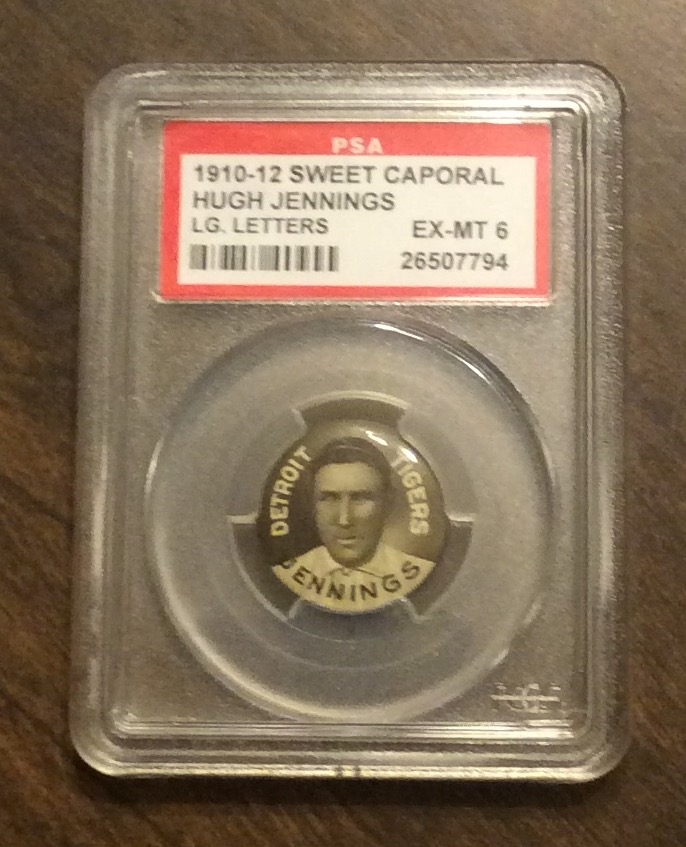 PSA
1910-12 SWEET CAPORAL
HUGH JENNINGS
LG. LETTERS EX-MT 6
26507794
DETROIT TIGERS
JENNINGS